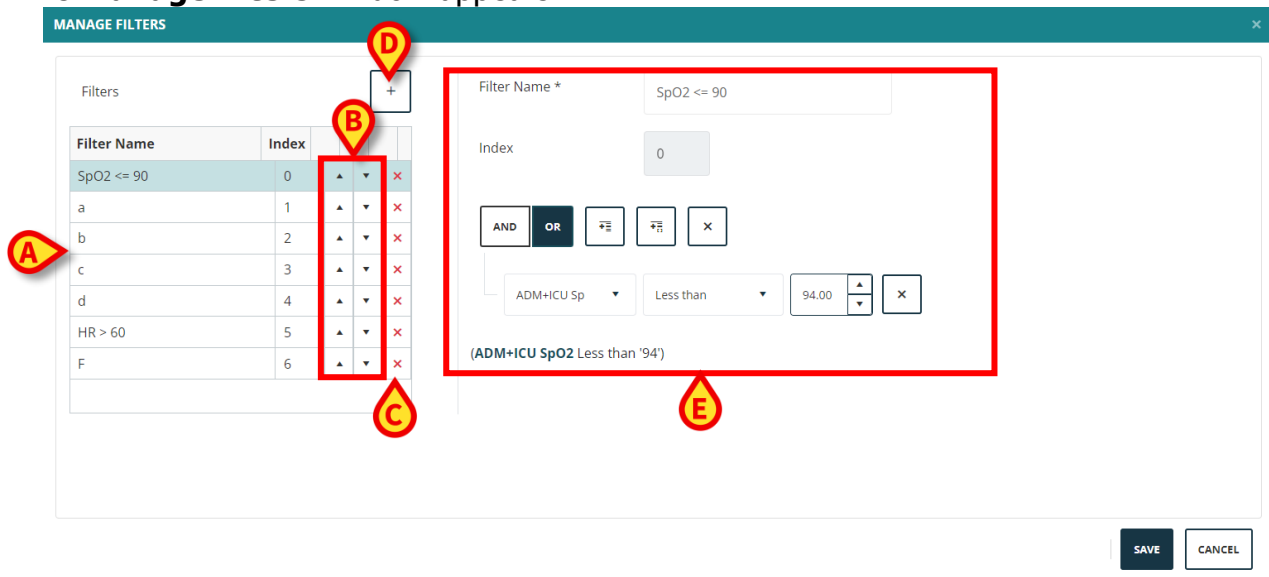 MANAGE FILTERS ×
D
Filters +
B
Filter Name Index
SpO2 <= 90 0 ▲ ▼ ×
a 1 ▲ ▼ ×
b 2 ▲ ▼ ×
A
c 3 ▲ ▼ ×
d 4 ▲ ▼ ×
HR > 60 5 ▲ ▼ ×
F 6 ▲ ▼ ×
C
Filter Name * SpO2 <= 90
Index 0
AND OR ×
ADM+ICU Sp ▼ Less than ▼ 94.00 ▲ ▼ ×
(ADM+ICU SpO2 Less than '94')
E
SAVE CANCEL